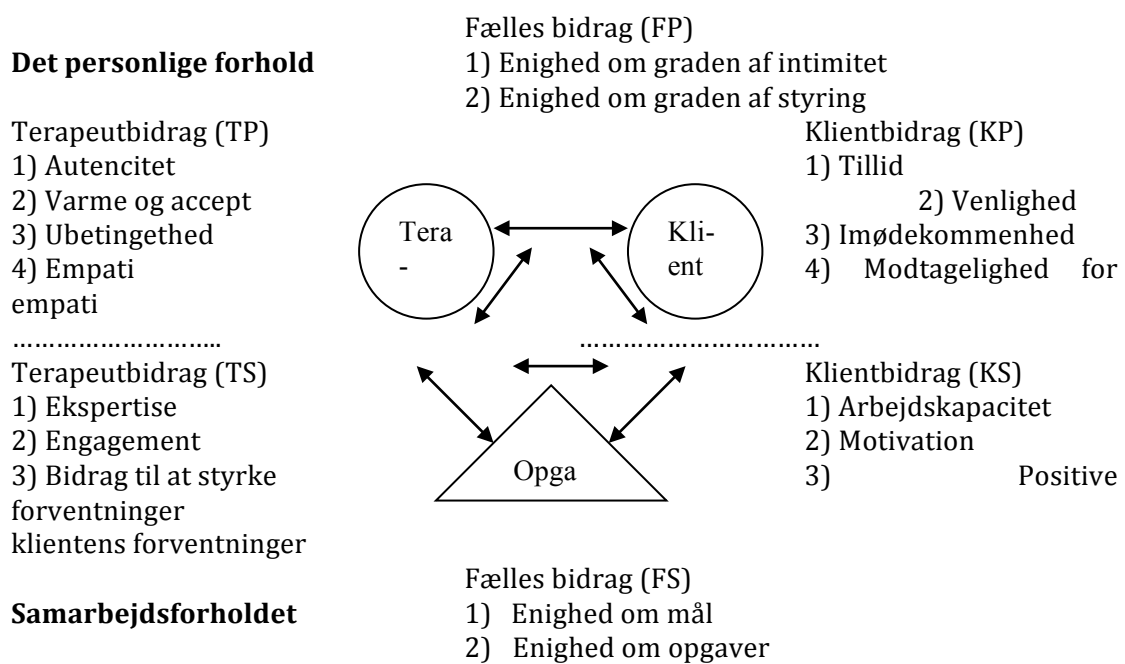 Fælles bidrag (FP)
Det personlige forhold
1) Enighed om graden af intimitet
2) Enighed om graden af styring
Terapeutbidrag (TP)
1) Autencitet
2) Varme og accept
3) Ubetingethed
4) Empati
empati
Klientbidrag (KP)
1) Tillid
2) Venlighed
3) Imødekommenhed
4) Modtagelighed for
Tera
-
Kli-
ent
………………………..
……………………………
Terapeutbidrag (TS)
1) Ekspertise
2) Engagement
3) Bidrag til at styrke
forventninger
klientens forventninger
Opga
Klientbidrag (KS)
1) Arbejdskapacitet
2) Motivation
3) Positive
Fælles bidrag (FS)
Samarbejdsforholdet
1) Enighed om mål
2) Enighed om opgaver